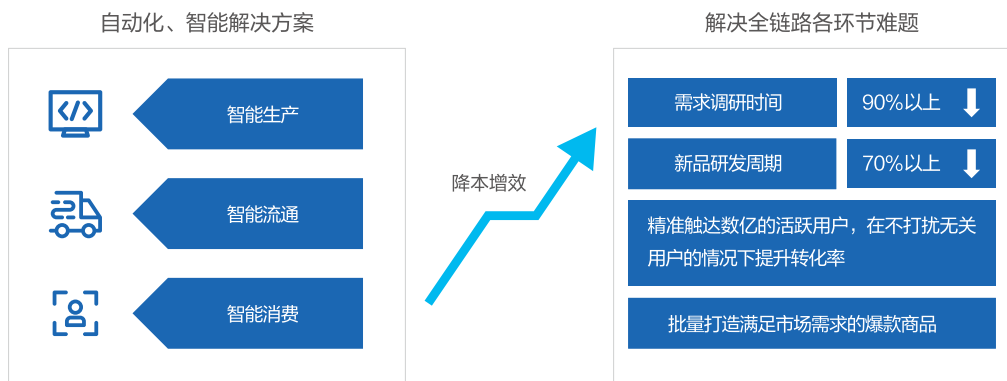 自动化、智能解决方案
智能生产
智能流通
智能消费
降本增效
解决全链路各环节难题
需求调研时间
90%以上
新品研发周期
70%以上
精准触达数亿的活跃用户，在不打扰无关
用户的情况下提升转化率
批量打造满足市场需求的爆款商品